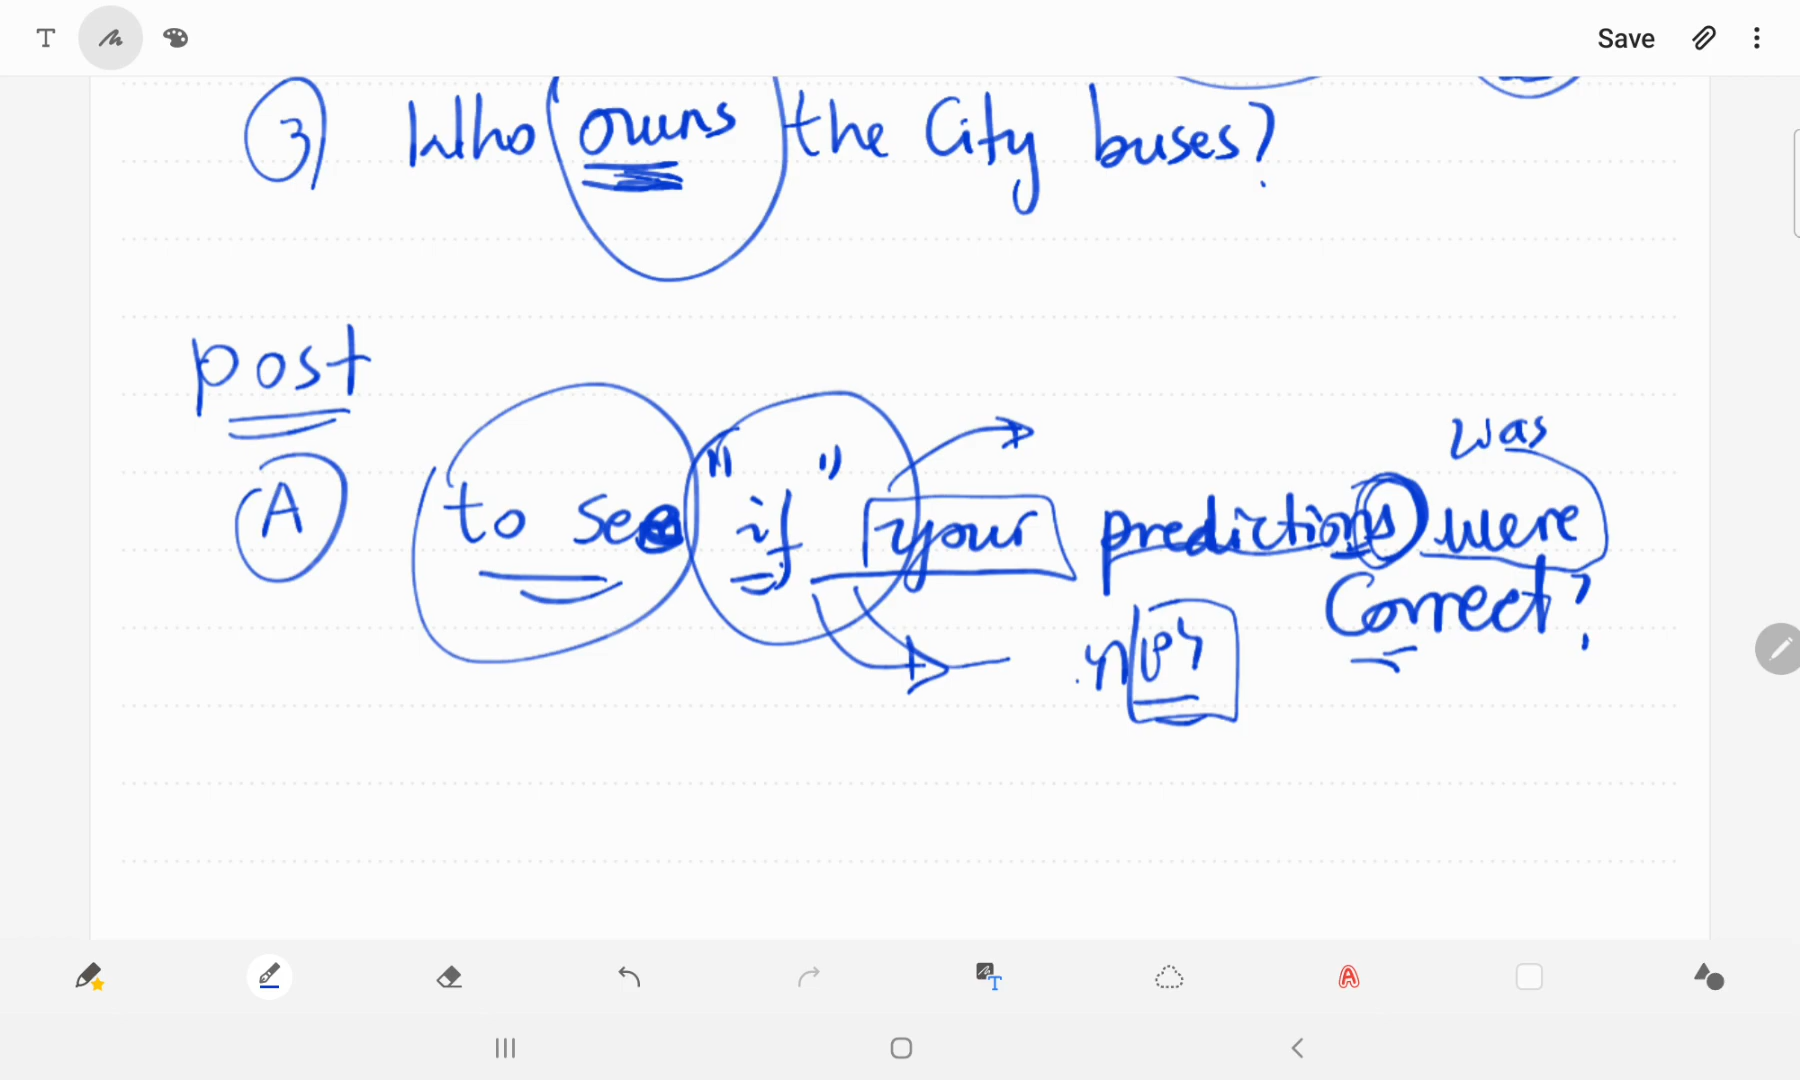 Save
3 Who owns the City buses?
post
was
A to see "if" your predictions were
Correct?